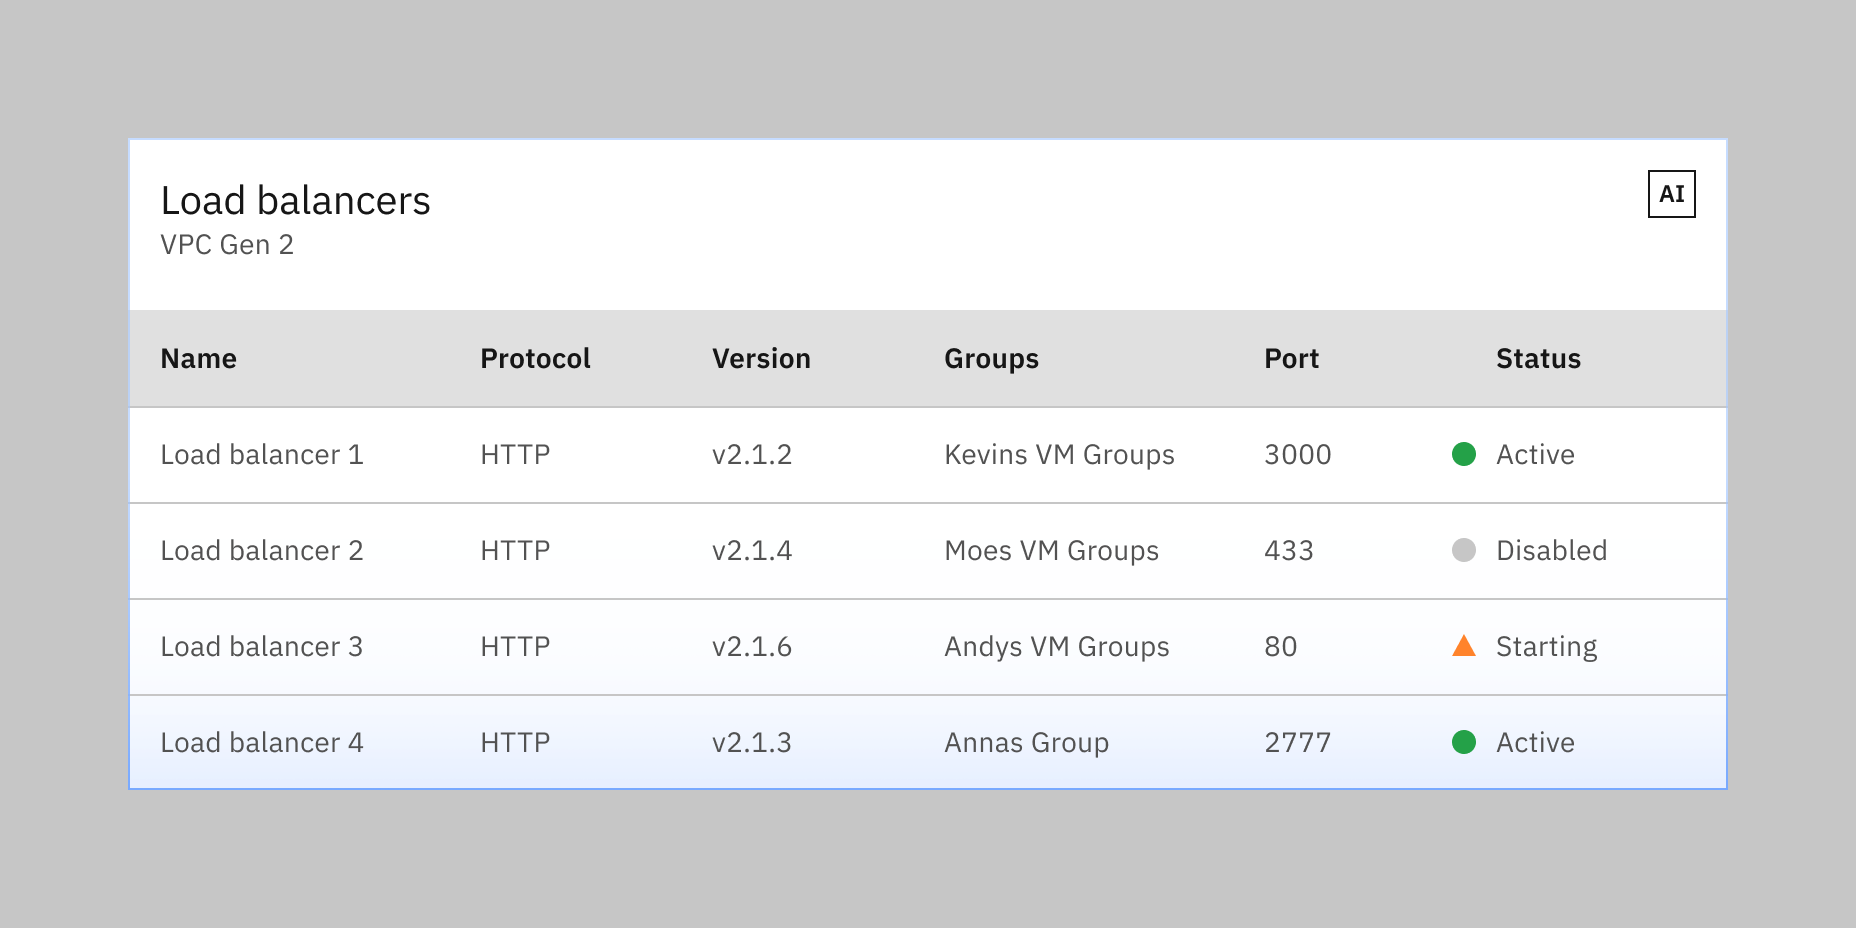 Load balancers
AI
VPC Gen 2
Name Protocol Version Groups Port Status
Load balancer 1 HTTP v2.1.2 Kevins VM Groups 3000 Active
Load balancer 2 HTTP v2.1.4 Moes VM Groups 433 Disabled
Load balancer 3 HTTP v2.1.6 Andys VM Groups 80 Starting
Load balancer 4 HTTP v2.1.3 Annas Group 2777 Active